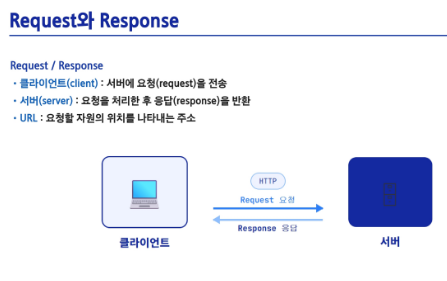 Request와 Response
Request / Response
• 클라이언트(client) : 서버에 요청(request)을 전송
• 서버(server) : 요청을 처리한 후 응답(response)을 반환
• URL : 요청할 자원의 위치를 나타내는 주소
HTTP
Request 요청
Response 응답
클라이언트
서버